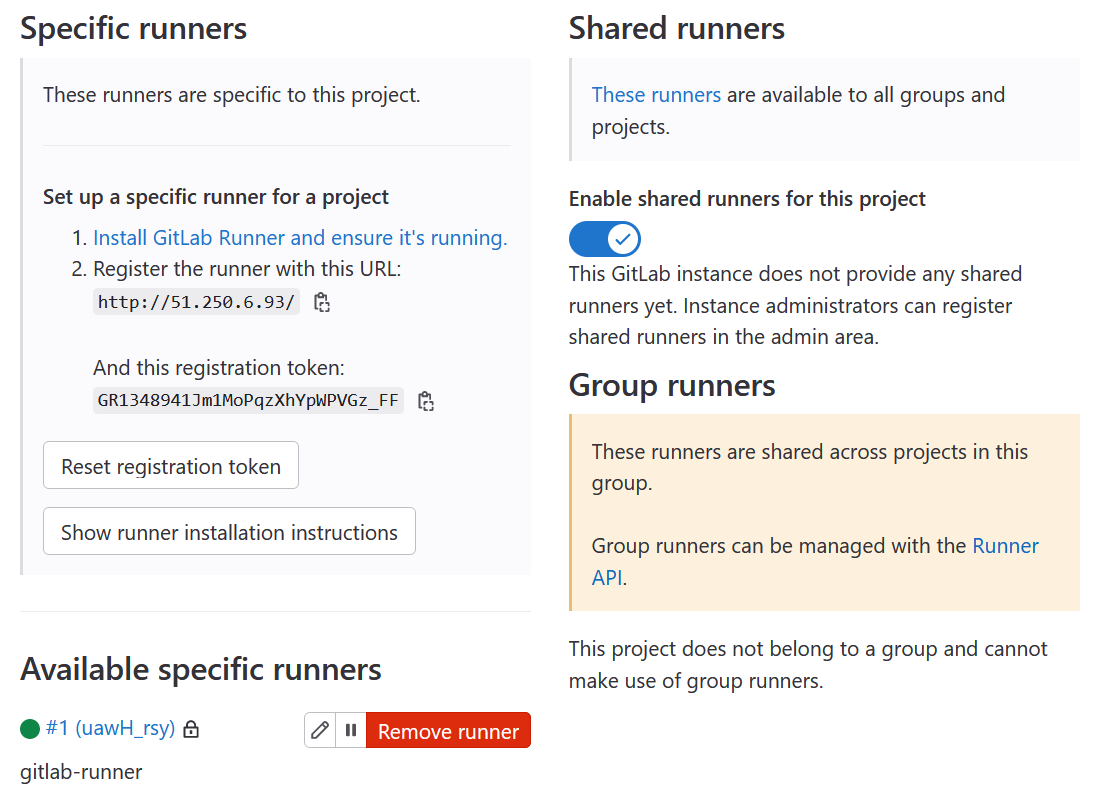 Specific runners
These runners are specific to this project.
Set up a specific runner for a project
1. Install GitLab Runner and ensure it's running.
2. Register the runner with this URL:
http://51.250.6.93/
And this registration token:
GR1348941Jm1MoPqzXhYpWPVGz_FF
Reset registration token
Show runner installation instructions
Available specific runners
#1 (uawH_rsy)
Remove runner
gitlab-runner
Shared runners
These runners are available to all groups and
projects.
Enable shared runners for this project
This GitLab instance does not provide any shared
runners yet. Instance administrators can register
shared runners in the admin area.
Group runners
These runners are shared across projects in this
group.
Group runners can be managed with the Runner
API.
This project does not belong to a group and cannot
make use of group runners.